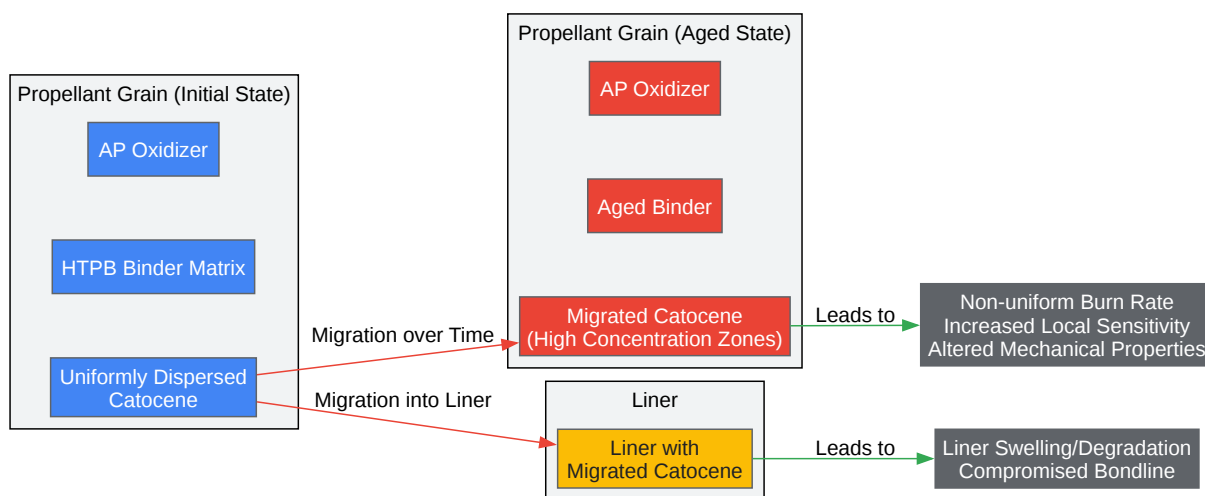 Propellant Grain (Initial State)
AP Oxidizer
HTPB Binder Matrix
Uniformly Dispersed
Catocene
Migration over Time
Migration into Liner
Propellant Grain (Aged State)
AP Oxidizer
Aged Binder
Migrated Catocene
(High Concentration Zones)
Liner
Liner with
Migrated Catocene
Leads to
Non-uniform Burn Rate
Increased Local Sensitivity
Altered Mechanical Properties
Leads to
Liner Swelling/Degradation
Compromised Bondline